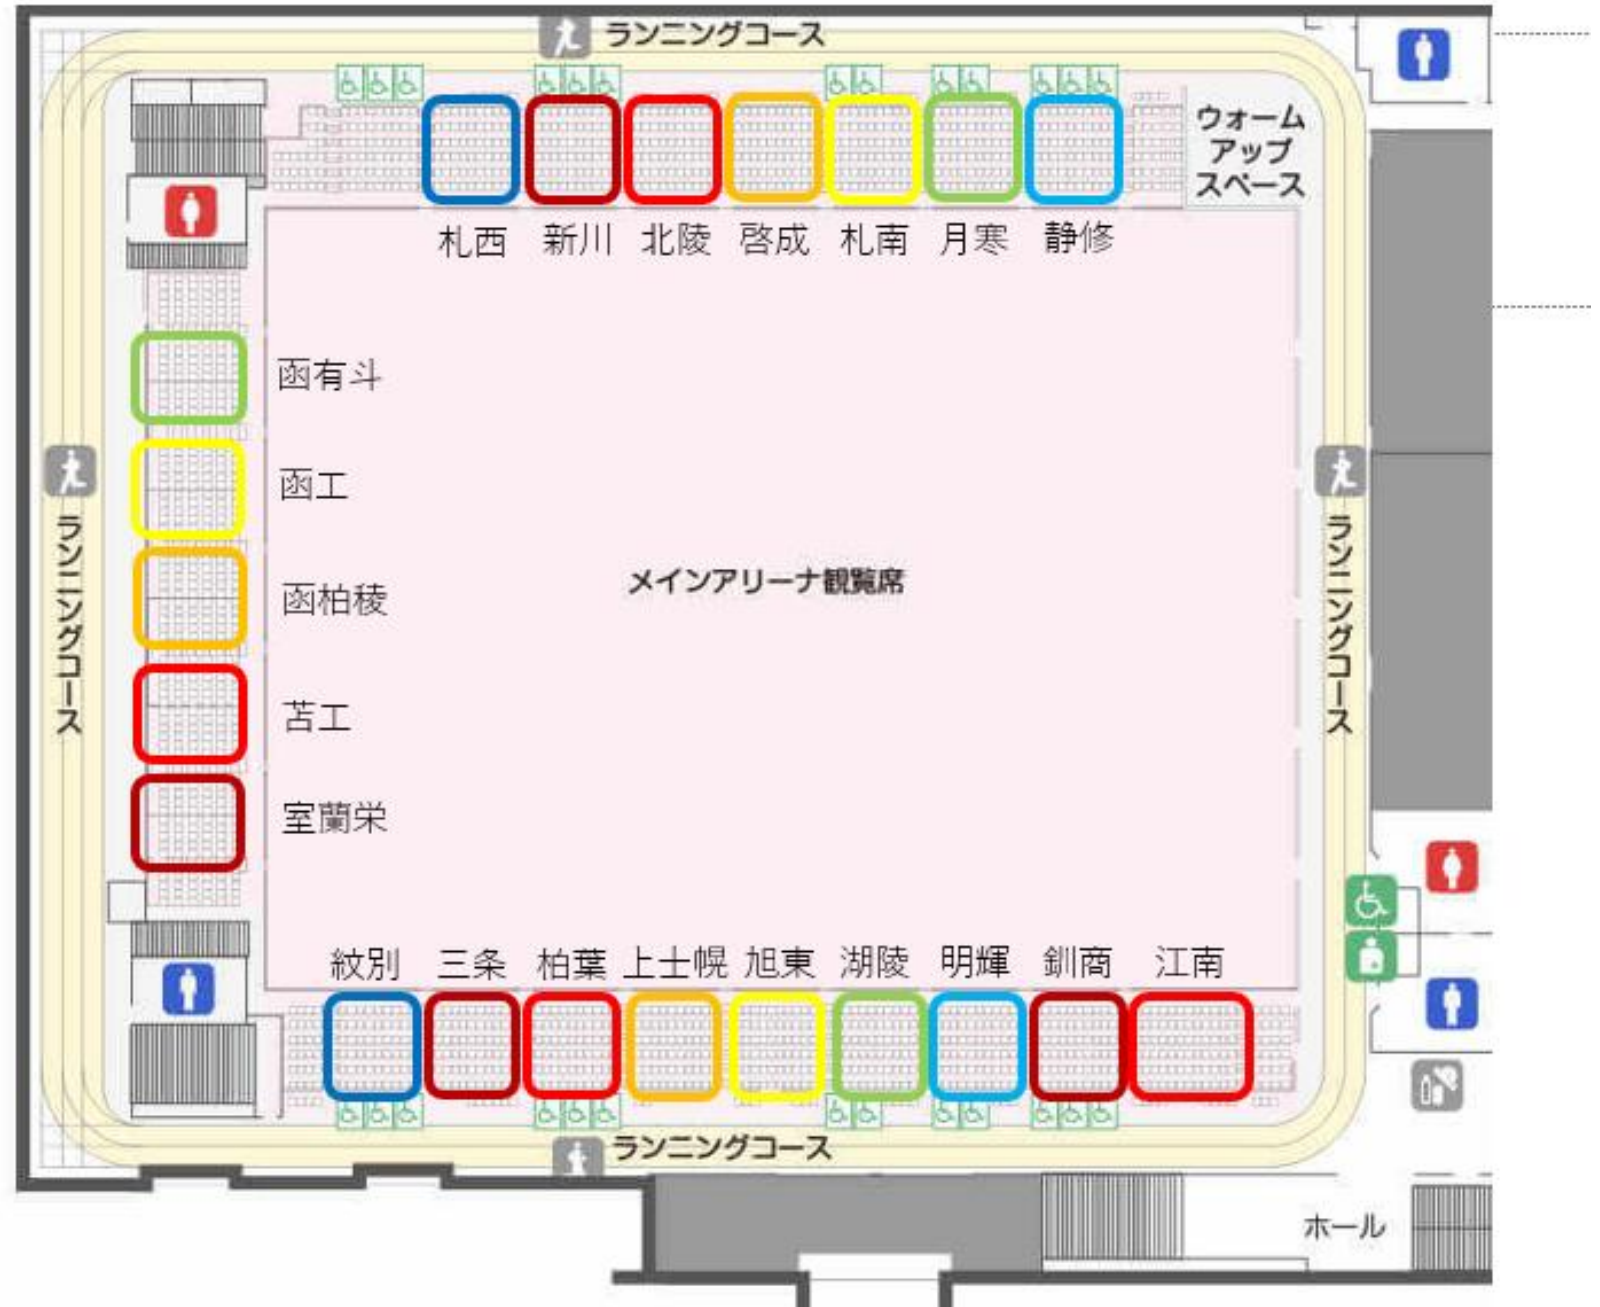 ランニングコース
ウォーム
アップ
スペース
札西 新川 北陵 啓成 札南 月寒 静修
函有斗
函工
函柏稜
苫工
室蘭栄
メインアリーナ観覧席
ランニングコース
ランニングコース
紋別 三条 柏葉 上士幌 旭東 湖陵 明輝 釧商 江南
ランニングコース
ホール